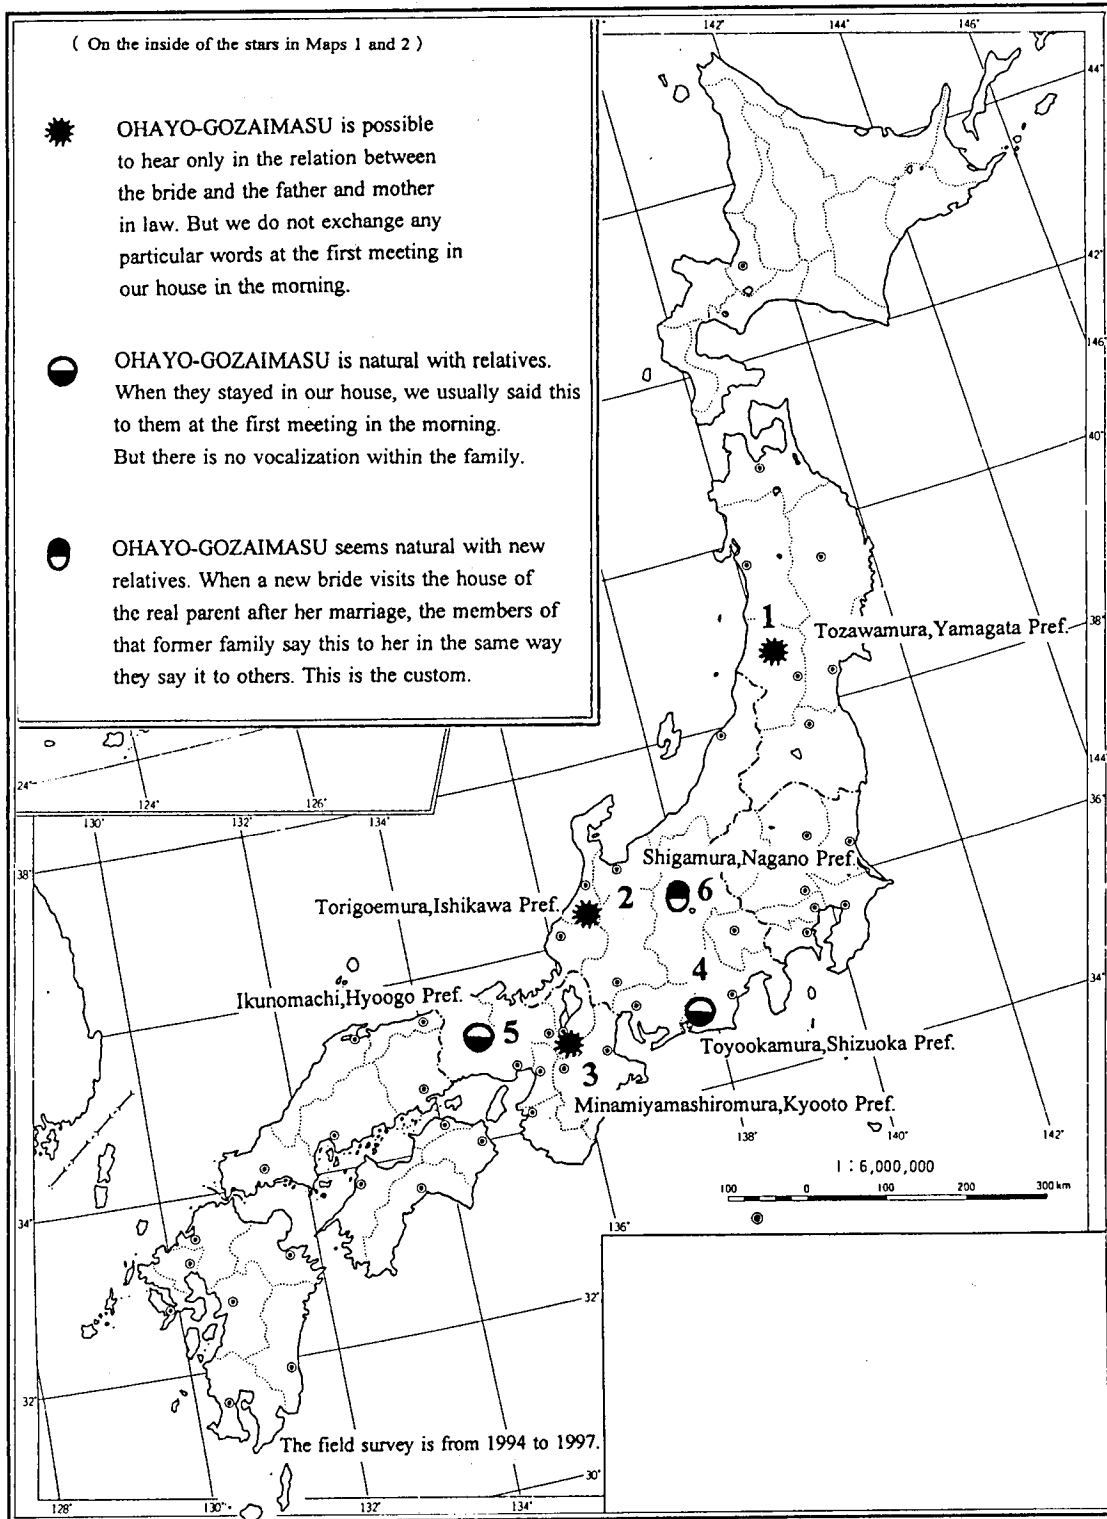 ( On the inside of the stars in Maps 1 and 2 )
OHAYO-GOZAIMASU is possible
to hear only in the relation between
the bride and the father and mother
in law. But we do not exchange any
particular words at the first meeting in
our house in the morning.
OHAYO-GOZAIMASU is natural with relatives.
When they stayed in our house, we usually said this
to them at the first meeting in the morning.
But there is no vocalization within the family.
OHAYO-GOZAIMASU seems natural with new
relatives. When a new bride visits the house of
the real parent after her marriage, the members of
that former family say this to her in the same way
they say it to others. This is the custom.
142°
144°
146°
44°
42°
146°
40°
38°
144°
36°
34°
1
Tozawamura,Yamagata Pref.
24°
124°
126°
130°
132°
134°
38°
Shigamura,Nagano Pref.
6
2
Torigoemura,Ishikawa Pref.
4
Ikunomachi,Hyoogo Pref.
5
Toyookamura,Shizuoka Pref.
3
Minamiyamashiromura,Kyooto Pref.
138°
140°
142°
1 : 6,000,000
100 0 100 200 300 km
34°
136°
32°
32°
The field survey is from 1994 to 1997.
30°
128°
130°
132°
134°